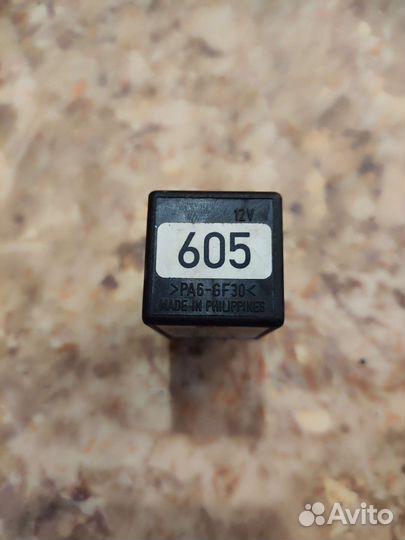 12V
605
>PA6-GF30<
MADE IN PHILIPPINES
Avito